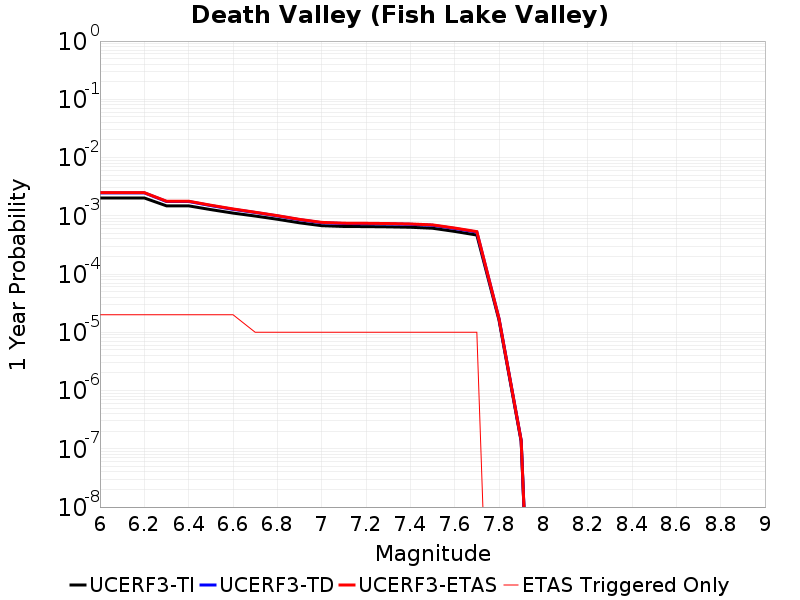 Death Valley (Fish Lake Valley)
1 Year Probability
10^0
10^-1
10^-2
10^-3
10^-4
10^-5
10^-6
10^-7
10^-8
6 6.2 6.4 6.6 6.8 7 7.2 7.4 7.6 7.8 8 8.2 8.4 8.6 8.8 9
Magnitude
UCERF3-TI UCERF3-TD UCERF3-ETAS ETAS Triggered Only